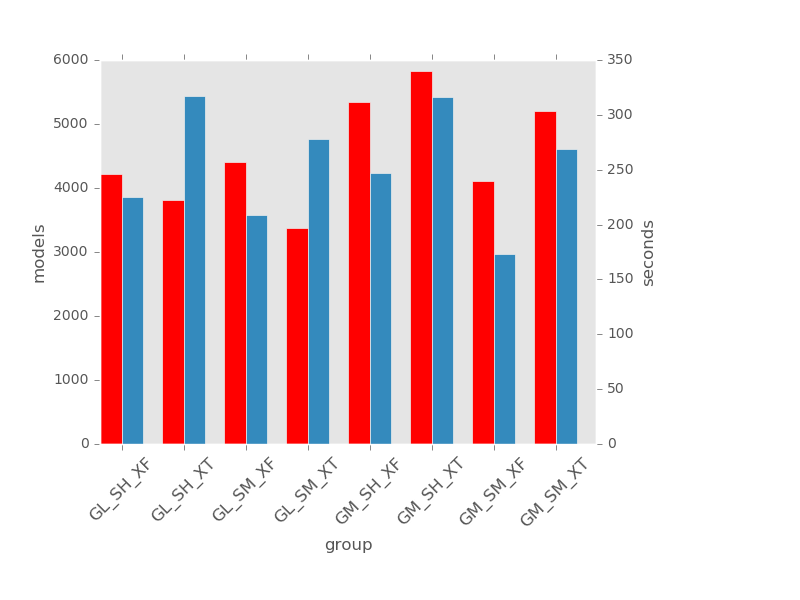 6000
5000
4000
3000
2000
1000
0
models
350
300
250
200
150
100
50
0
seconds
GL_SH_XF
GL_SH_XT
GL_SM_XF
GL_SM_XT
GM_SH_XF
GM_SH_XT
GM_SM_XF
GM_SM_XT
group